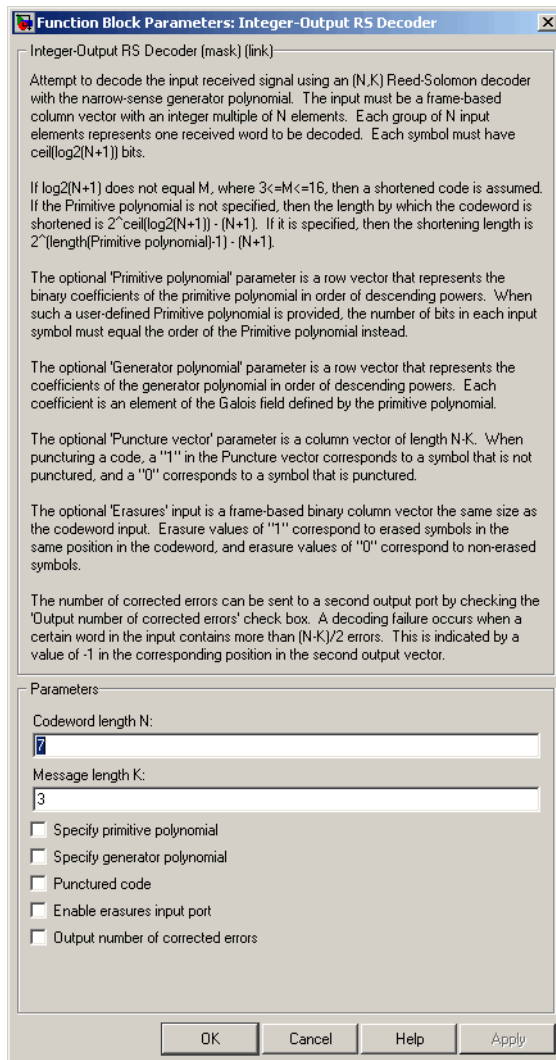 Function Block Parameters: Integer-Output RS Decoder
Integer-Output RS Decoder (mask) (link)
Attempt to decode the input received signal using an (N,K) Reed-Solomon decoder
with the narrow-sense generator polynomial.  The input must be a frame-based
column vector with an integer multiple of N elements.  Each group of N input
elements represents one received word to be decoded.  Each symbol must have
ceil(log2(N+1)) bits.
If log2(N+1) does not equal M, where 3<=M<=16, then a shortened code is assumed.
If the Primitive polynomial is not specified, then the length by which the codeword is
shortened is 2^ceil(log2(N+1)) - (N+1).  If it is specified, then the shortening length is
2^(length(Primitive polynomial)-1) - (N+1).
The optional 'Primitive polynomial' parameter is a row vector that represents the
binary coefficients of the primitive polynomial in order of descending powers.  When
such a user-defined Primitive polynomial is provided, the number of bits in each input
symbol must equal the order of the Primitive polynomial instead.
The optional 'Generator polynomial' parameter is a row vector that represents the
coefficients of the generator polynomial in order of descending powers.  Each
coefficient is an element of the Galois field defined by the primitive polynomial.
The optional 'Puncture vector' parameter is a column vector of length N-K.  When
puncturing a code, a "1" in the Puncture vector corresponds to a symbol that is not
punctured, and a "0" corresponds to a symbol that is punctured.
The optional 'Erasures' input is a frame-based binary column vector the same size as
the codeword input.  Erasure values of "1" correspond to erased symbols in the
same position in the codeword, and erasure values of "0" correspond to non-erased
symbols.
The number of corrected errors can be sent to a second output port by checking the
'Output number of corrected errors' check box.  A decoding failure occurs when a
certain word in the input contains more than (N-K)/2 errors.  This is indicated by a
value of -1 in the corresponding position in the second output vector.
Parameters
Codeword length N:
7
Message length K:
3
Specify primitive polynomial
Specify generator polynomial
Punctured code
Enable erasures input port
Output number of corrected errors
OK Cancel Help Apply